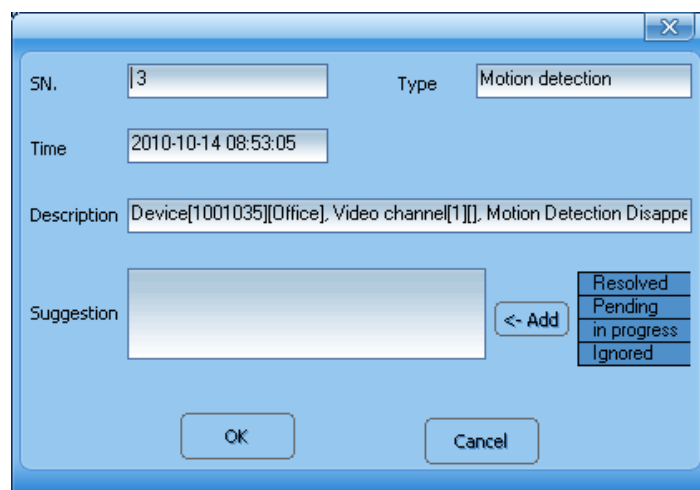 SN.
3
Type
Motion detection
Time
2010-10-14 08:53:05
Description
Device[1001035][Office], Video channel[1][], Motion Detection Disappe
Suggestion
<- Add
Resolved
Pending
in progress
Ignored
OK
Cancel